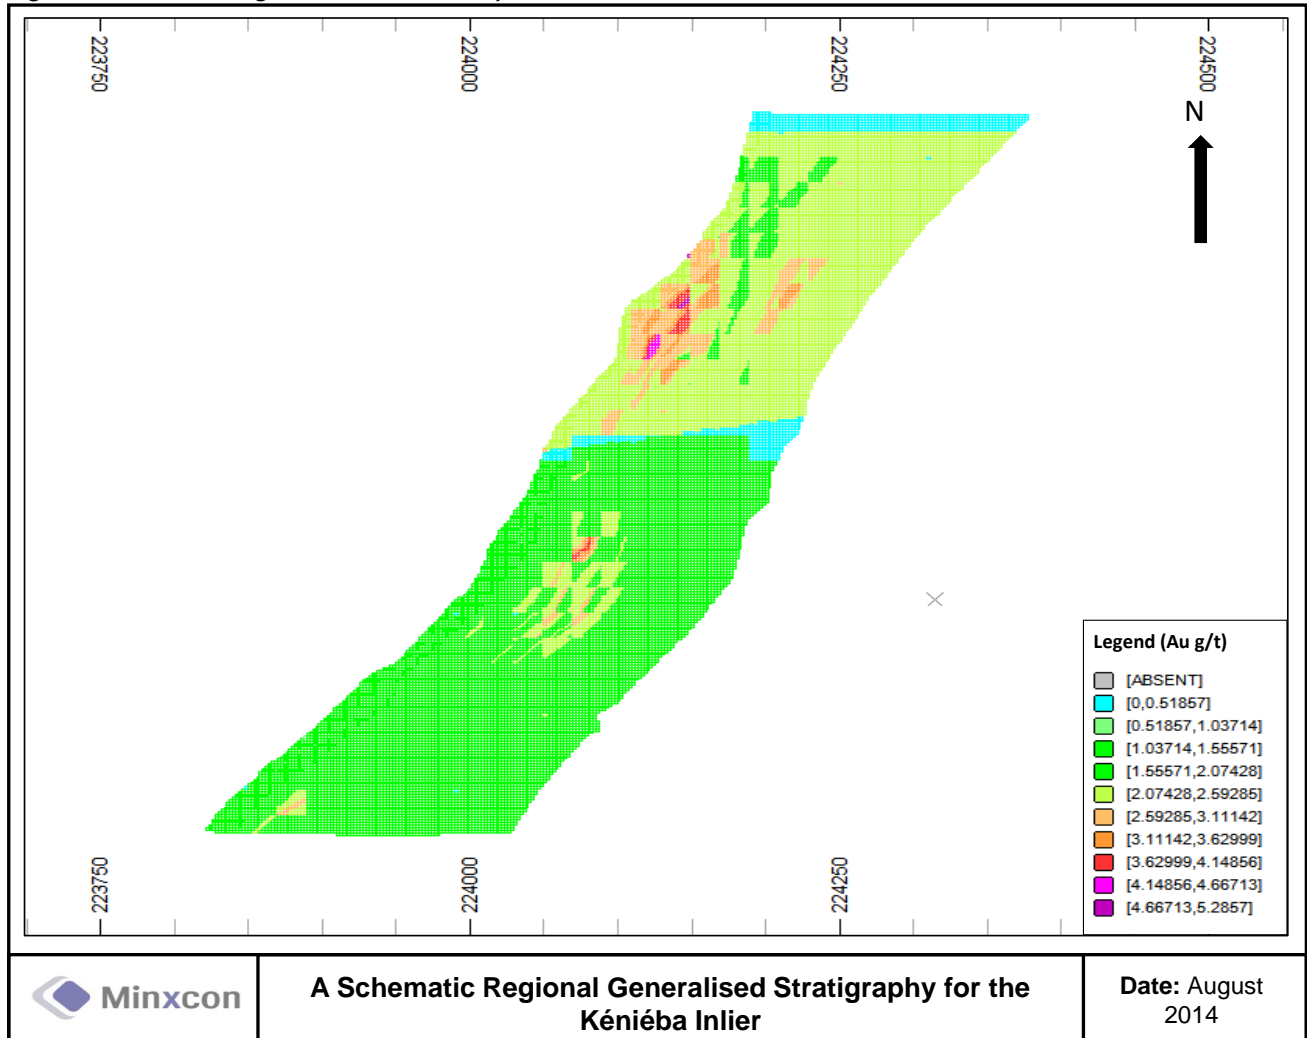 223750
224000
224250
224500
N
Legend (Au g/t)
[ABSENT]
[0,0.51857]
[0.51857,1.03714]
[1.03714,1.55571]
[1.55571,2.07428]
[2.07428,2.59285]
[2.59285,3.11142]
[3.11142,3.62999]
[3.62999,4.14856]
[4.14856,4.66713]
[4.66713,5.2857]
223750
224000
224250
Minxcon
A Schematic Regional Generalised Stratigraphy for the
Kéniéba Inlier
Date: August
2014